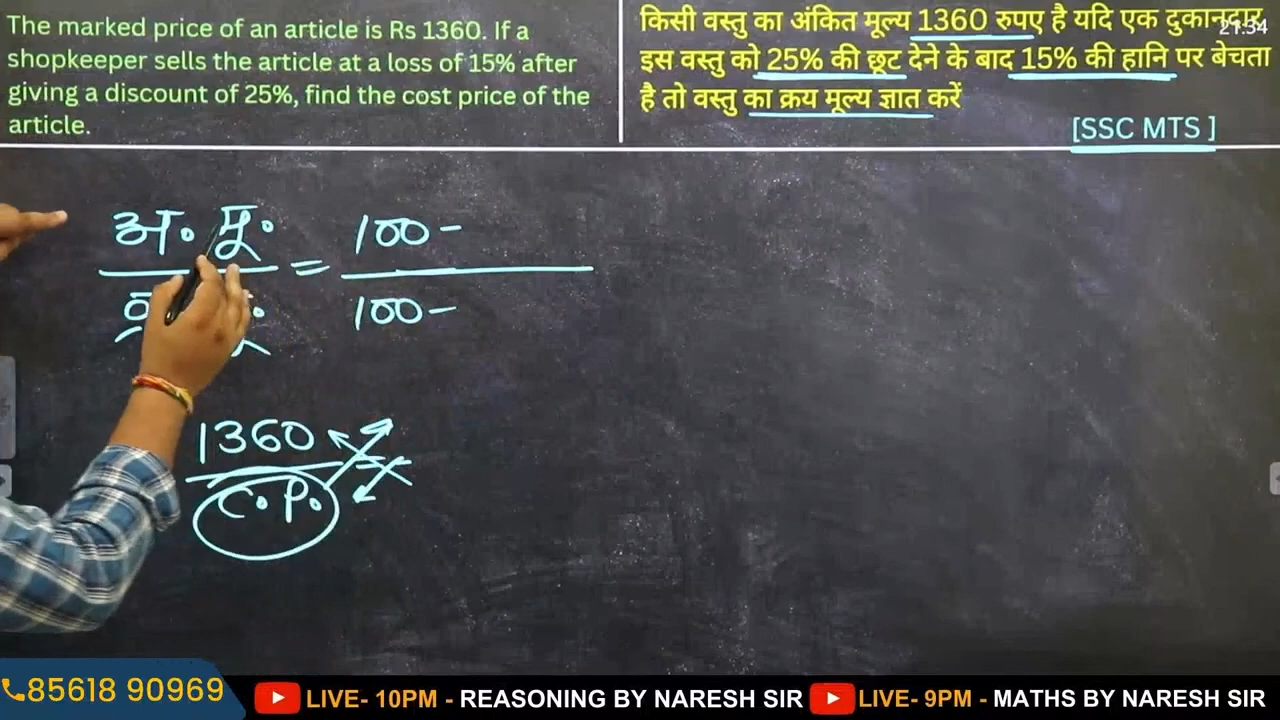 The marked price of an article is Rs 1360. If a
shopkeeper sells the article at a loss of 15% after
giving a discount of 25%, find the cost price of the
article.
किसी वस्तु का अंकित मूल्य 1360 रुपए है यदि एक दुकानदार
21:34
इस वस्तु को 25% की छूट देने के बाद 15% की हानि पर बेचता
है तो वस्तु का क्रय मूल्य ज्ञात करें
[SSC MTS ]
अ॰ मू॰ = 100-
100-
1360
C.P.
85618 90969
LIVE- 10PM - REASONING BY NARESH SIR
LIVE- 9PM - MATHS BY NARESH SIR